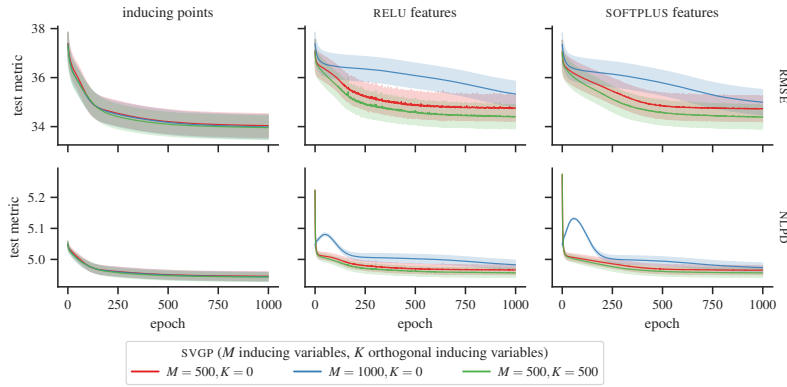 inducing points
RELU features
SOFTPLUS features
38
36
34
test metric
RMSE
5.2
5.1
5.0
test metric
NLPD
0 250 500 750 1000
0 250 500 750 1000
0 250 500 750 1000
epoch
epoch
epoch
SVGP (M inducing variables, K orthogonal inducing variables)
M = 500, K = 0
M = 1000, K = 0
M = 500, K = 500